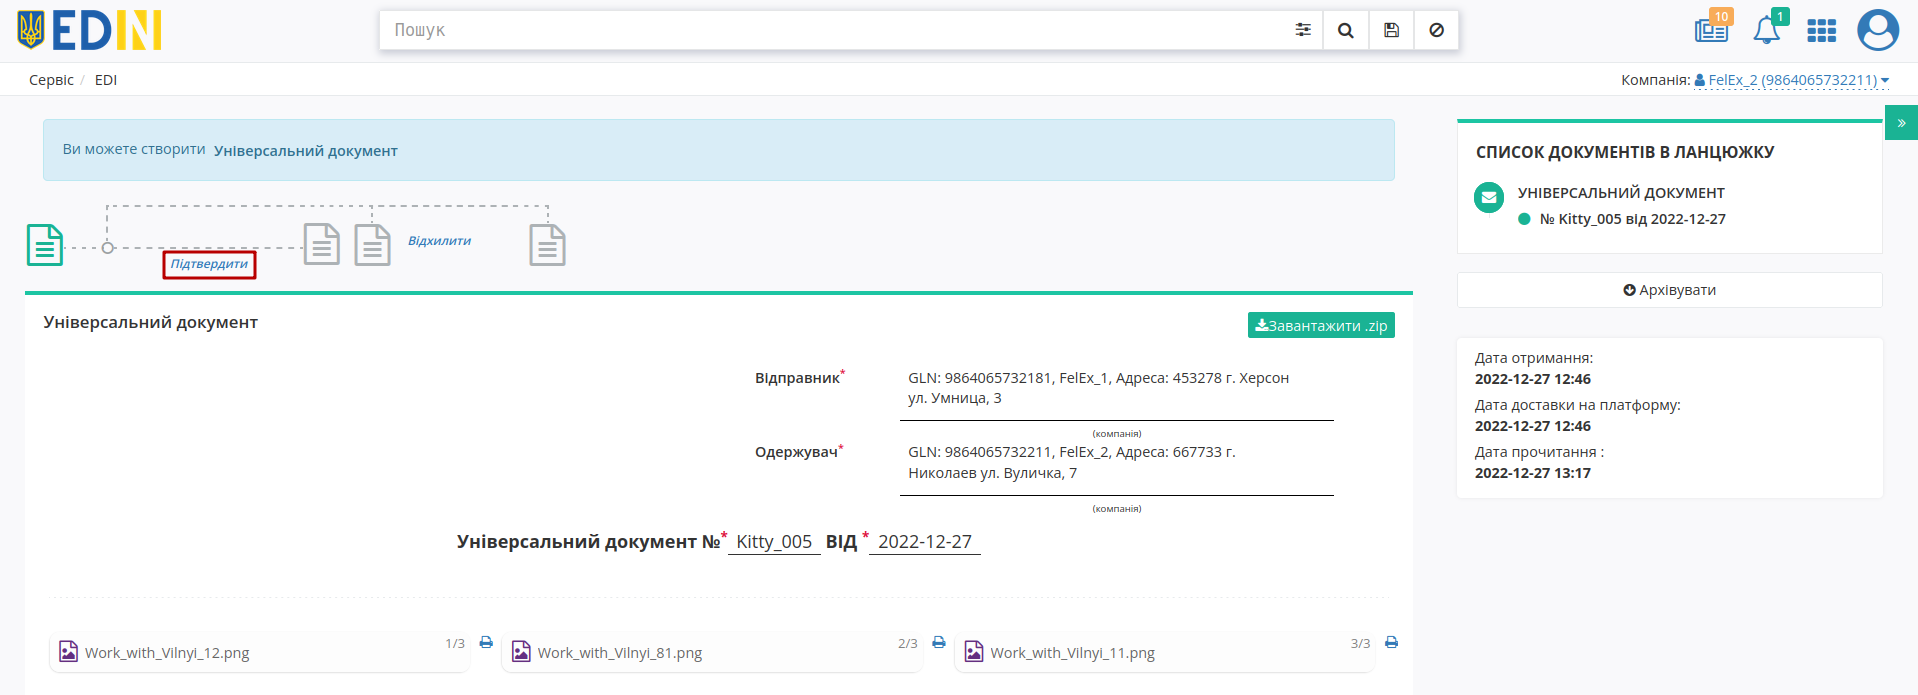 EDIN
Пошук
10
1
Сервіс / EDI
Компанія: FelEx_2 (9864065732211)
Ви можете створити Універсальний документ
»
СПИСОК ДОКУМЕНТІВ В ЛАНЦЮЖКУ
УНІВЕРСАЛЬНИЙ ДОКУМЕНТ
№ Kitty_005 від 2022-12-27
Відхилити
Підтвердити
Архівувати
Універсальний документ
Завантажити .zip
Дата отримання:
2022-12-27 12:46
Дата доставки на платформу:
2022-12-27 12:46
Дата прочитання :
2022-12-27 13:17
Відправник* GLN: 9864065732181, FelEx_1, Адреса: 453278 г. Херсон
ул. Умница, 3
(компанія)
Одержувач* GLN: 9864065732211, FelEx_2, Адреса: 667733 г.
Николаев ул. Вуличка, 7
(компанія)
Універсальний документ №* Kitty_005 ВІД * 2022-12-27
Work_with_Vilnyi_12.png 1/3
Work_with_Vilnyi_81.png 2/3
Work_with_Vilnyi_11.png 3/3